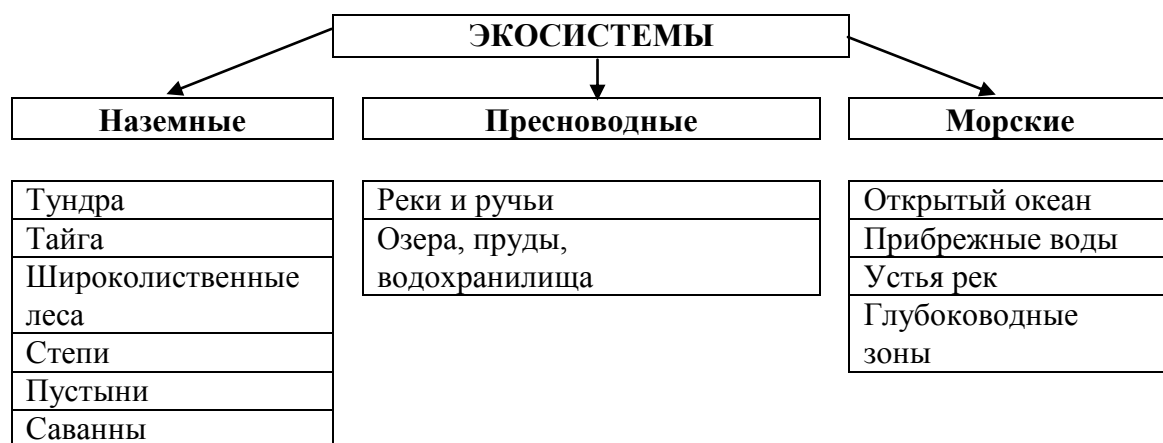 ЭКОСИСТЕМЫ
Наземные
Пресноводные
Морские
Тундра
Тайга
Широколиственные
леса
Степи
Пустыни
Саванны
Реки и ручьи
Озера, пруды,
водохранилища
Открытый океан
Прибрежные воды
Устья рек
Глубоководные
зоны